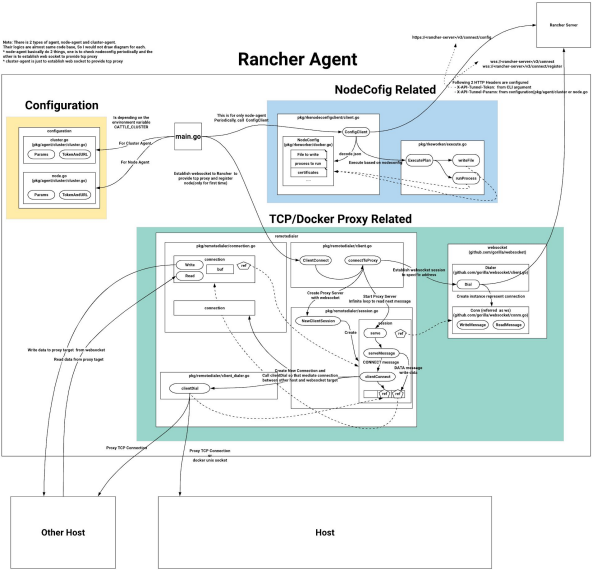 Note: There is 2 types of agent, node-agent and cluster-agent.
Their logics are almost same code base, So I would not draw diagram for each.
* node-agent basically do 2 things, one is to check nodeconfig periodically and the
other is to establish web socket to provide tcp proxy
* cluster-agent is just to establish web socket to provide tcp proxy
https://<rancher-server>/v3/connect/config
Rancher Server
wss://<rancher-server>/v3/connect
wss://<rancher-server>/v3/connect/register
Rancher Agent
Following 2 HTTP Headers are configured
- X-API-Tunnel-Token: from CLI argument
- X-API-Tunnel-Params: from configuration(pkg/agent/cluster or node.go
NodeCofig Related
Configuration
Is depending on the
environment variable
CATTLE_CLUSTER
This is for only node-agent
Periodically, call ConfigClient
main.go
configuration
cluster.go
(pkg/agent/cluster/cluster.go)
Params
TokenAndURL
node.go
(pkg/agent/cluster/cluster.go)
Params
TokenAndURL
For Cluster Agent
For Node Agent
pkg/rkenodeconfigclient/client.go
ConfigClient
NodeConfig
(pkg/rkeworker/docker.go)
File to write
process to run
certificates
....
decode json
Execute based on nodeconfig
pkg/rkeworker/execute.go
ExecutePlan
writeFile
runProcess
Establish websocket to Rancher to
provide tcp proxy and register
node(only for first time)
TCP/Docker Proxy Related
remotedialer
pkg/remotedialer/connection.go
connection
Write
Read
buf
ref
connection
pkg/remotedialer/client.go
ClientConnect
connectToProxy
Establish websocket session
to specific address
websocket
(github.com/gorilla/websocket)
Dialer
(github.com/gorilla/websocket/client.go)
Dial
Create instance represent connection
Conn (referred as ws)
(github.com/gorilla/websocket/conn.go)
WriteMessage
ReadMessage
Create Proxy Server
with websocket
Start Proxy Server
Infinite loop to read next message
pkg/remotedialer/session.go
NewClientSession
Create
session
serve
ref
serveMessage
CONNECT message
DATA message
write data
clientConnect
ref
ref
Create New Connection and
Call clientDial so that mediate connection
between other host and websocket target
pkg/remotedialer/client_dialer.go
clientDial
Write data to proxy target from websocket
Read data from proxy taget
Proxy TCP Connection
Proxy TCP Connection
or
docker unix socket
Other Host
Host